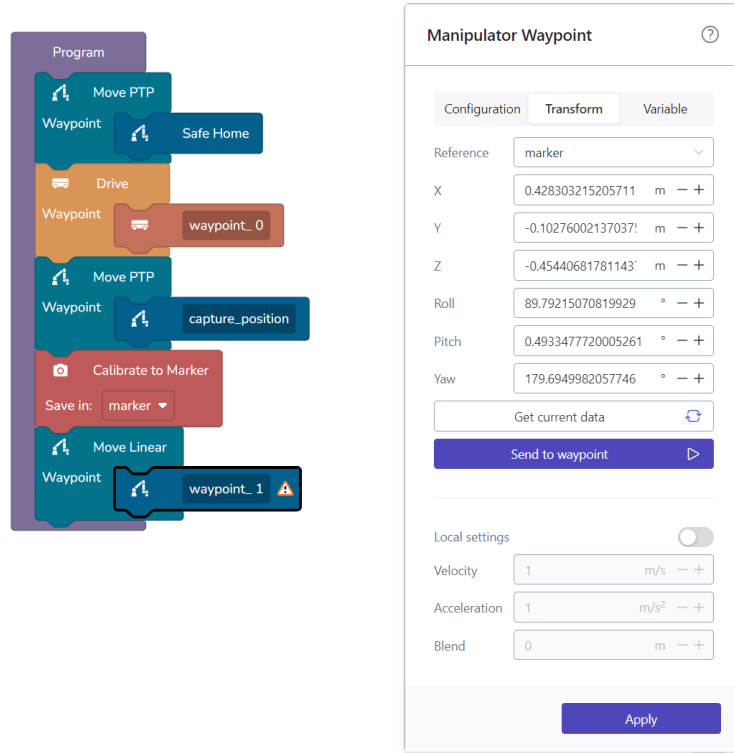 Program
Move PTP
Waypoint
Safe Home
Drive
Waypoint
waypoint_ 0
Move PTP
Waypoint
capture_position
Calibrate to Marker
Save in: marker
Move Linear
Waypoint
waypoint_ 1
Manipulator Waypoint
?
Configuration Transform Variable
Reference marker
X 0.428303215205711 m − +
Y -0.10276002137037 m − +
Z -0.45440681781143 m − +
Roll 89.79215070819929 ° − +
Pitch 0.4933477720005261 ° − +
Yaw 179.6949982057746 ° − +
Get current data
Send to waypoint
Local settings
Velocity 1 m/s − +
Acceleration 1 m/s² − +
Blend 0 m − +
Apply